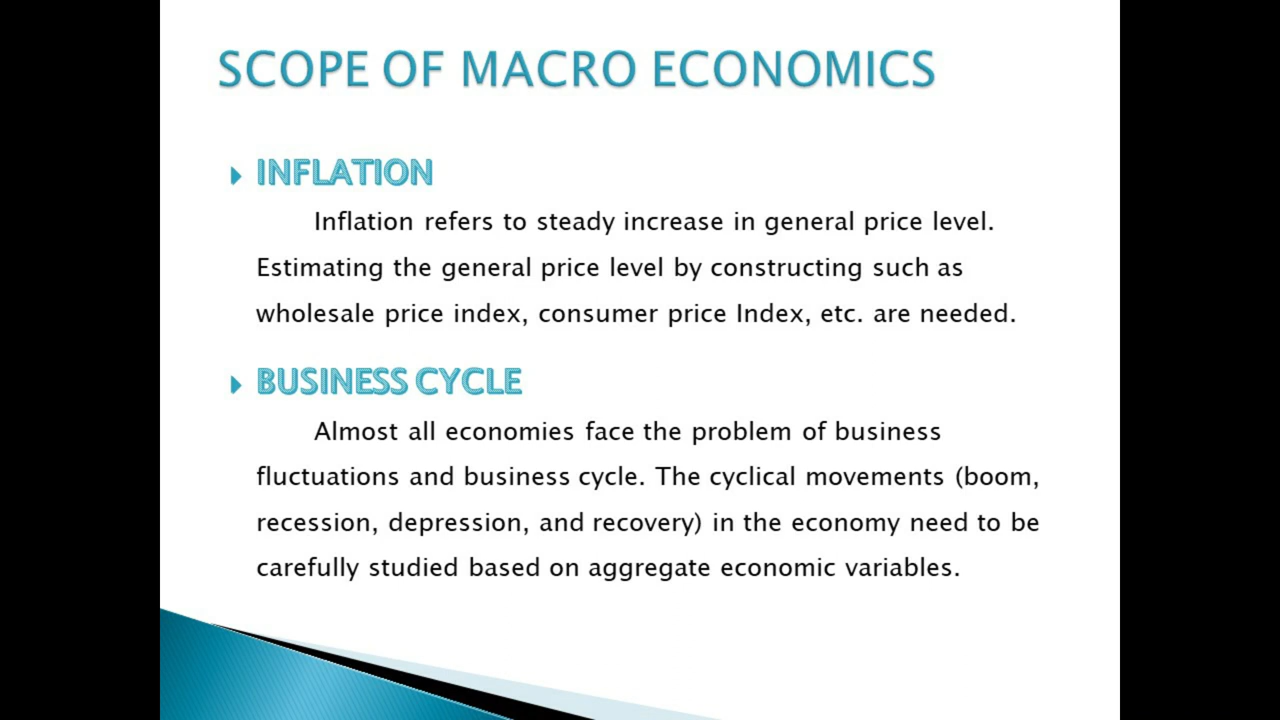 SCOPE OF MACRO ECONOMICS
INFLATION
Inflation refers to steady increase in general price level.
Estimating the general price level by constructing such as
wholesale price index, consumer price Index, etc. are needed.
BUSINESS CYCLE
Almost all economies face the problem of business
fluctuations and business cycle. The cyclical movements (boom,
recession, depression, and recovery) in the economy need to be
carefully studied based on aggregate economic variables.